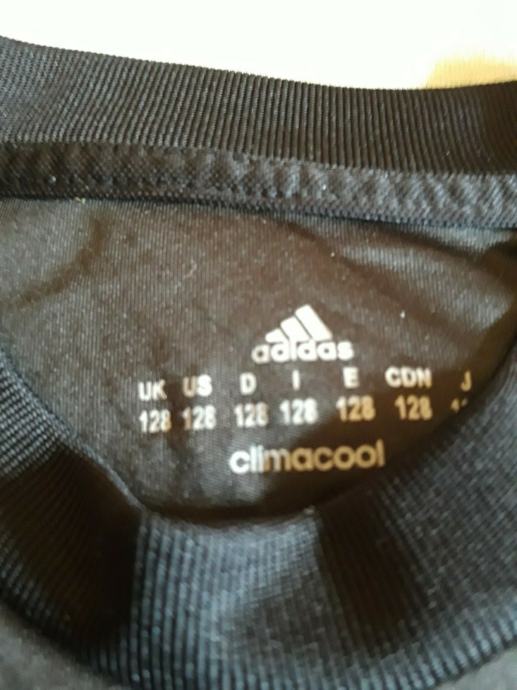 adidas
UK US D I E CDN J
128 128 128 128 128 128
climacool